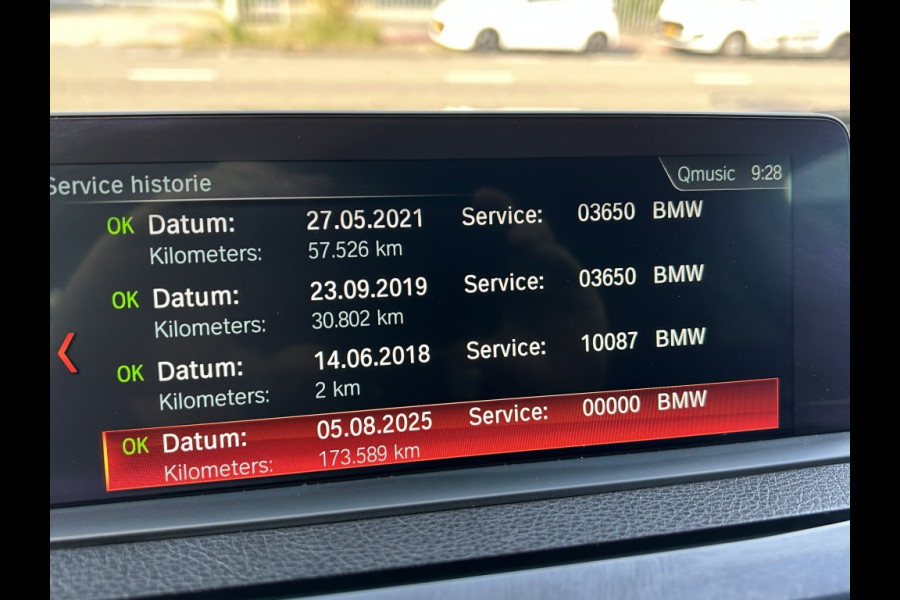 Service historie
Qmusic 9:28
OK Datum: 27.05.2021 Service: 03650 BMW
Kilometers: 57.526 km
OK Datum: 23.09.2019 Service: 03650 BMW
Kilometers: 30.802 km
OK Datum: 14.06.2018 Service: 10087 BMW
Kilometers: 2 km
OK Datum: 05.08.2025 Service: 00000 BMW
Kilometers: 173.589 km